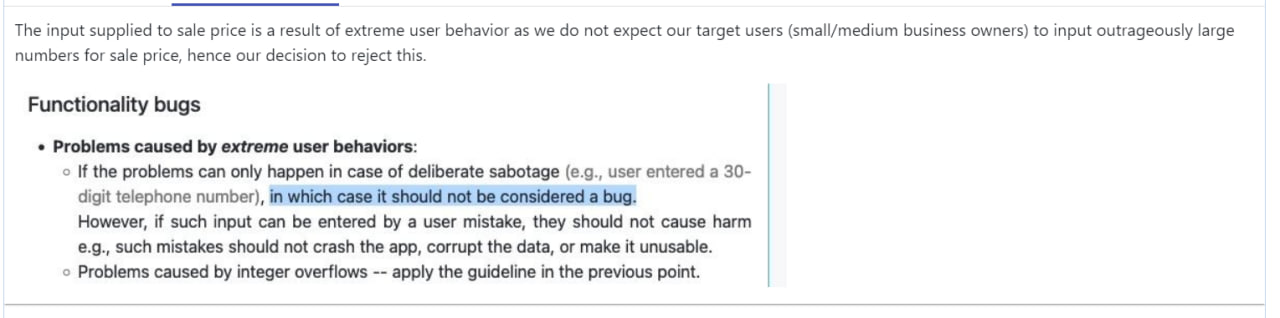 The input supplied to sale price is a result of extreme user behavior as we do not expect our target users (small/medium business owners) to input outrageously large
numbers for sale price, hence our decision to reject this.
Functionality bugs
• Problems caused by extreme user behaviors:
◦ If the problems can only happen in case of deliberate sabotage (e.g., user entered a 30-
digit telephone number), in which case it should not be considered a bug.
However, if such input can be entered by a user mistake, they should not cause harm
e.g., such mistakes should not crash the app, corrupt the data, or make it unusable.
◦ Problems caused by integer overflows -- apply the guideline in the previous point.